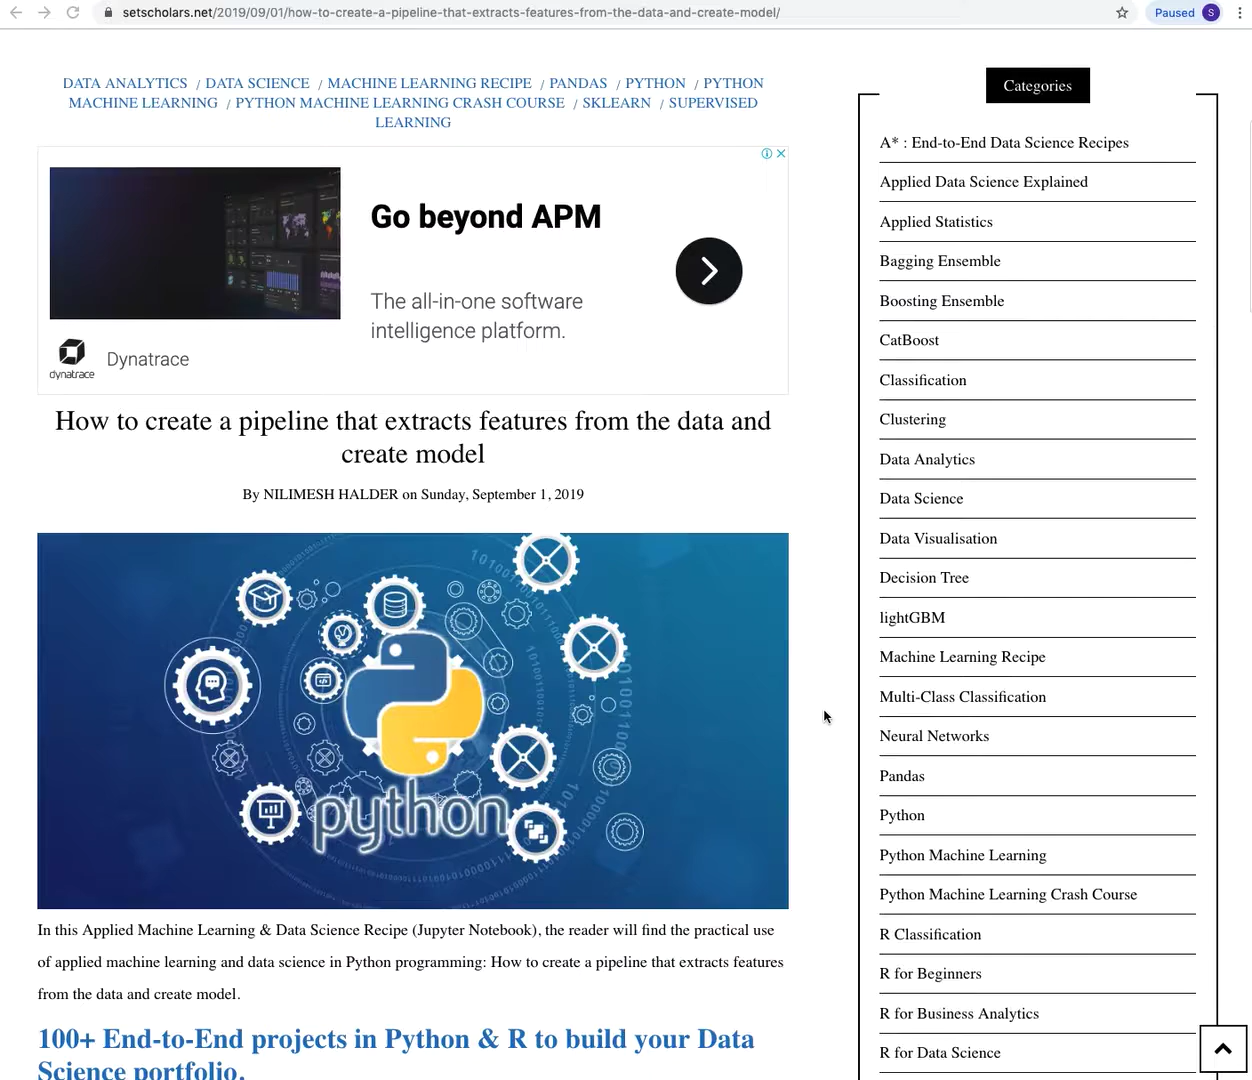 setscholars.net/2019/09/01/how-to-create-a-pipeline-that-extracts-features-from-the-data-and-create-model/
Paused
S
DATA ANALYTICS / DATA SCIENCE / MACHINE LEARNING RECIPE / PANDAS / PYTHON / PYTHON
MACHINE LEARNING / PYTHON MACHINE LEARNING CRASH COURSE / SKLEARN / SUPERVISED
LEARNING
Go beyond APM
The all-in-one software
intelligence platform.
dynatrace
Dynatrace
How to create a pipeline that extracts features from the data and
create model
By NILIMESH HALDER on Sunday, September 1, 2019
python
In this Applied Machine Learning & Data Science Recipe (Jupyter Notebook), the reader will find the practical use
of applied machine learning and data science in Python programming: How to create a pipeline that extracts features
from the data and create model.
100+ End-to-End projects in Python & R to build your Data
Science portfolio.
Categories
A* : End-to-End Data Science Recipes
Applied Data Science Explained
Applied Statistics
Bagging Ensemble
Boosting Ensemble
CatBoost
Classification
Clustering
Data Analytics
Data Science
Data Visualisation
Decision Tree
lightGBM
Machine Learning Recipe
Multi-Class Classification
Neural Networks
Pandas
Python
Python Machine Learning
Python Machine Learning Crash Course
R Classification
R for Beginners
R for Business Analytics
R for Data Science